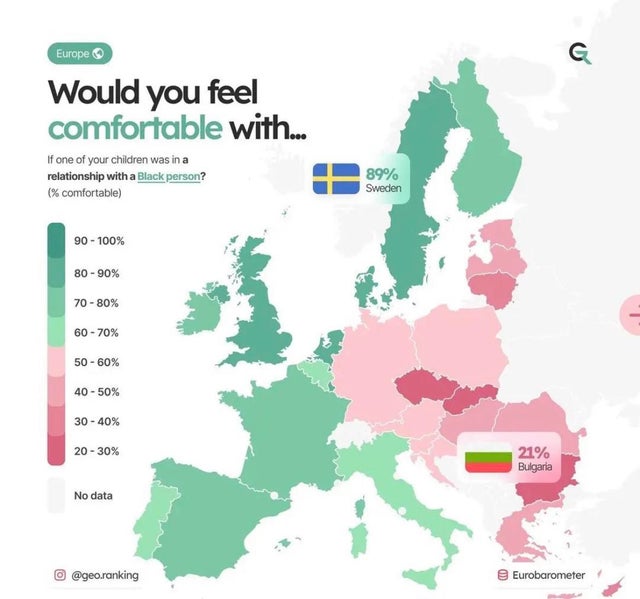 Europe
Would you feel
comfortable with...
If one of your children was in a
relationship with a Black person?
(% comfortable)
89%
Sweden
90 - 100%
80 - 90%
70 - 80%
60 - 70%
50 - 60%
40 - 50%
30 - 40%
20 - 30%
No data
21%
Bulgaria
@geo.ranking
Eurobarometer